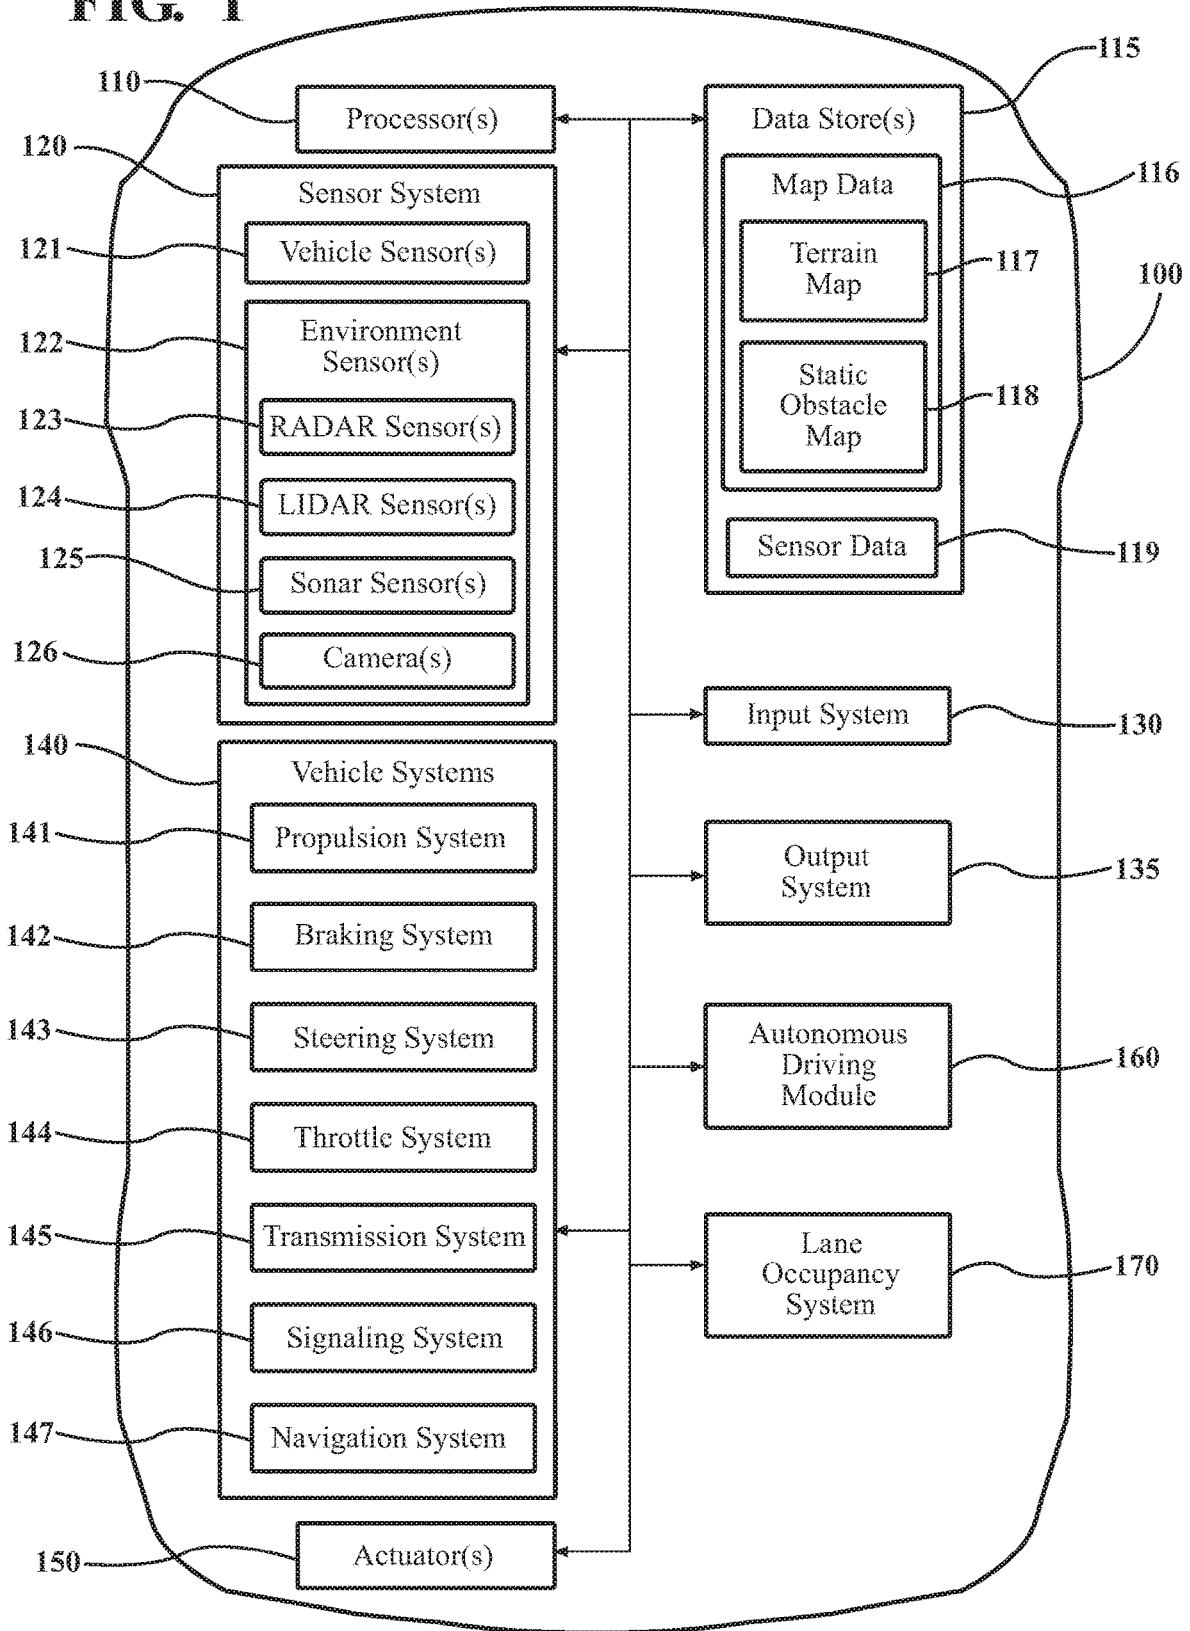 FIG. 1
110
Processor(s)
120
Sensor System
121
Vehicle Sensor(s)
122
Environment
Sensor(s)
123
RADAR Sensor(s)
124
LIDAR Sensor(s)
125
Sonar Sensor(s)
126
Camera(s)
140
Vehicle Systems
141
Propulsion System
142
Braking System
143
Steering System
144
Throttle System
145
Transmission System
146
Signaling System
147
Navigation System
150
Actuator(s)
115
Data Store(s)
116
Map Data
Terrain
Map
117
100
Static
Obstacle
Map
118
Sensor Data
119
Input System
130
Output
System
135
Autonomous
Driving
Module
160
Lane
Occupancy
System
170